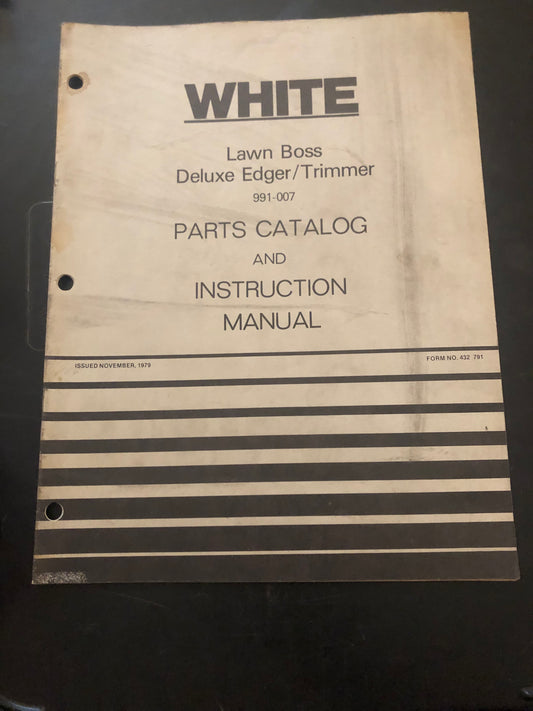 WHITE
Lawn Boss
Deluxe Edger/Trimmer
991-007
PARTS CATALOG
AND
INSTRUCTION
MANUAL
ISSUED NOVEMBER, 1979
FORM NO. 432 791